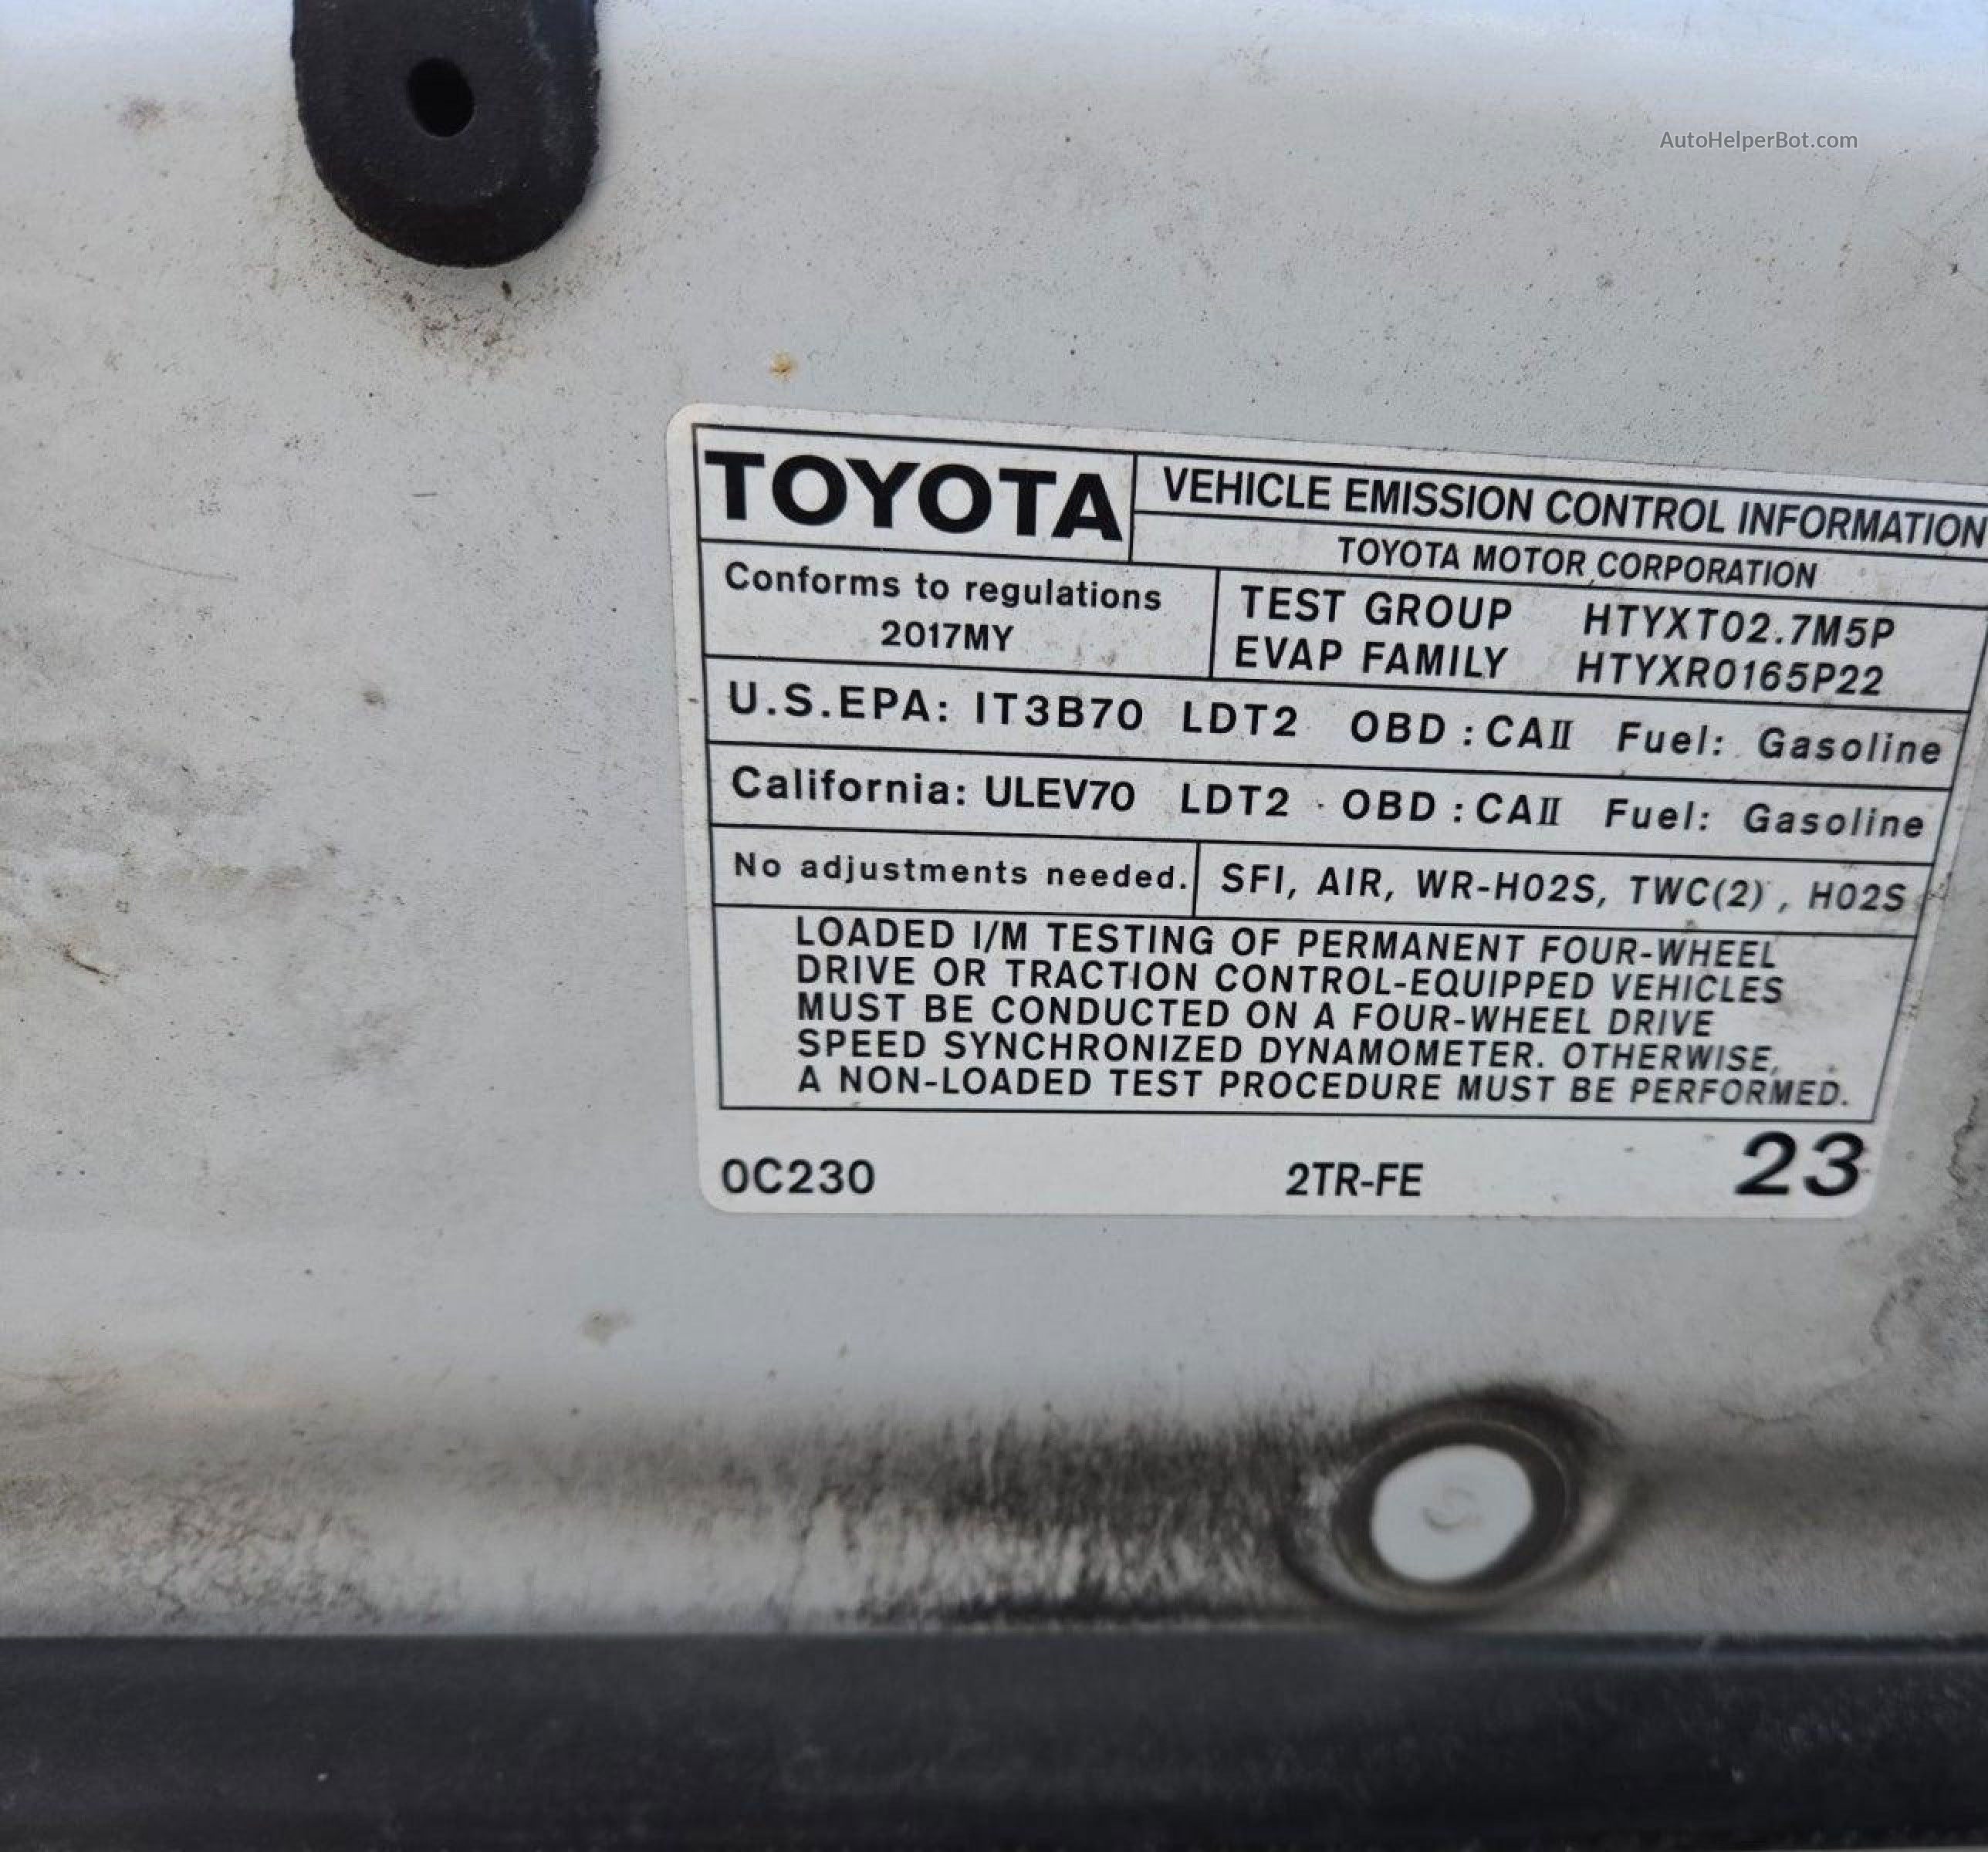 AutoHelperBot.com
TOYOTA
VEHICLE EMISSION CONTROL INFORMATION
TOYOTA MOTOR CORPORATION
Conforms to regulations
2017MY
TEST GROUP HTYXT02.7M5P
EVAP FAMILY HTYXR0165P22
U.S.EPA: IT3B70 LDT2 OBD : CAⅡ Fuel: Gasoline
California: ULEV70 LDT2 OBD : CAⅡ Fuel: Gasoline
No adjustments needed.
SFI, AIR, WR-HO2S, TWC(2) , HO2S
LOADED I/M TESTING OF PERMANENT FOUR-WHEEL
DRIVE OR TRACTION CONTROL-EQUIPPED VEHICLES
MUST BE CONDUCTED ON A FOUR-WHEEL DRIVE
SPEED SYNCHRONIZED DYNAMOMETER. OTHERWISE,
A NON-LOADED TEST PROCEDURE MUST BE PERFORMED.
0C230 2TR-FE 23